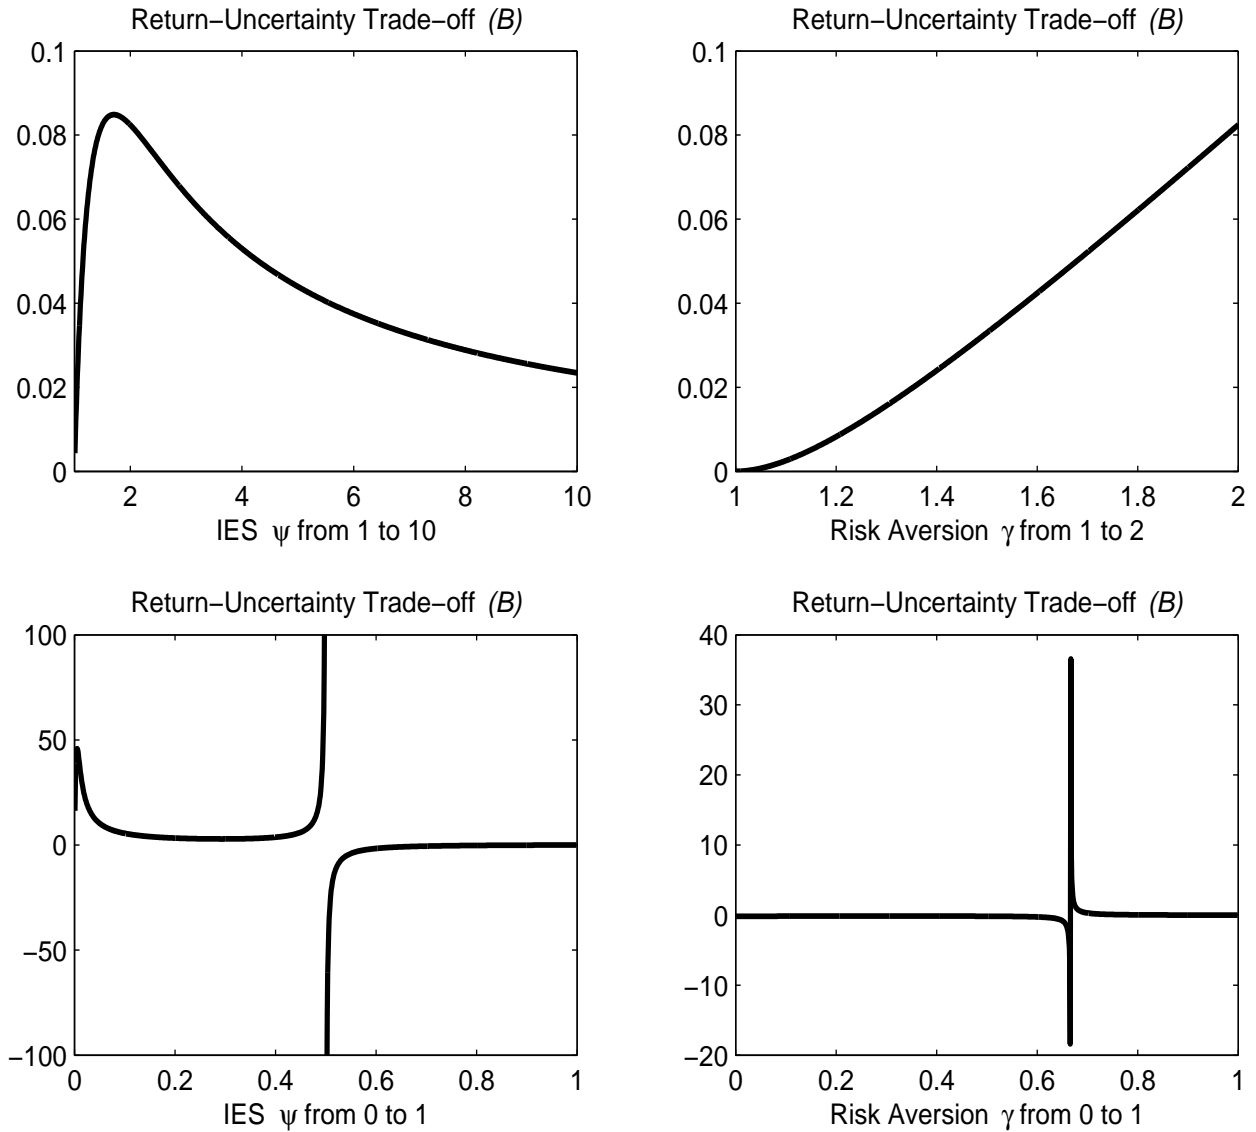 Return−Uncertainty Trade−off (B)
0.1
0.08
0.06
0.04
0.02
0
2 4 6 8 10
IES ψ from 1 to 10
Return−Uncertainty Trade−off (B)
0.1
0.08
0.06
0.04
0.02
0
1 1.2 1.4 1.6 1.8 2
Risk Aversion γ from 1 to 2
Return−Uncertainty Trade−off (B)
100
50
0
−50
−100
0 0.2 0.4 0.6 0.8 1
IES ψ from 0 to 1
Return−Uncertainty Trade−off (B)
40
30
20
10
0
−10
−20
0 0.2 0.4 0.6 0.8 1
Risk Aversion γ from 0 to 1